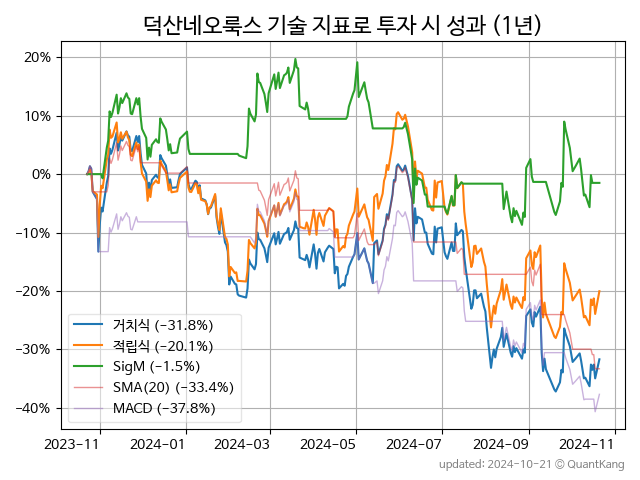 덕산네오룩스 기술 지표로 투자 시 성과 (1년)
20%
10%
0%
−10%
−20%
−30%
−40%
거치식 (−31.8%)
적립식 (−20.1%)
SigM (−1.5%)
SMA(20) (−33.4%)
MACD (−37.8%)
2023-11 2024-01 2024-03 2024-05 2024-07 2024-09 2024-11
updated: 2024-10-21 © QuantKang